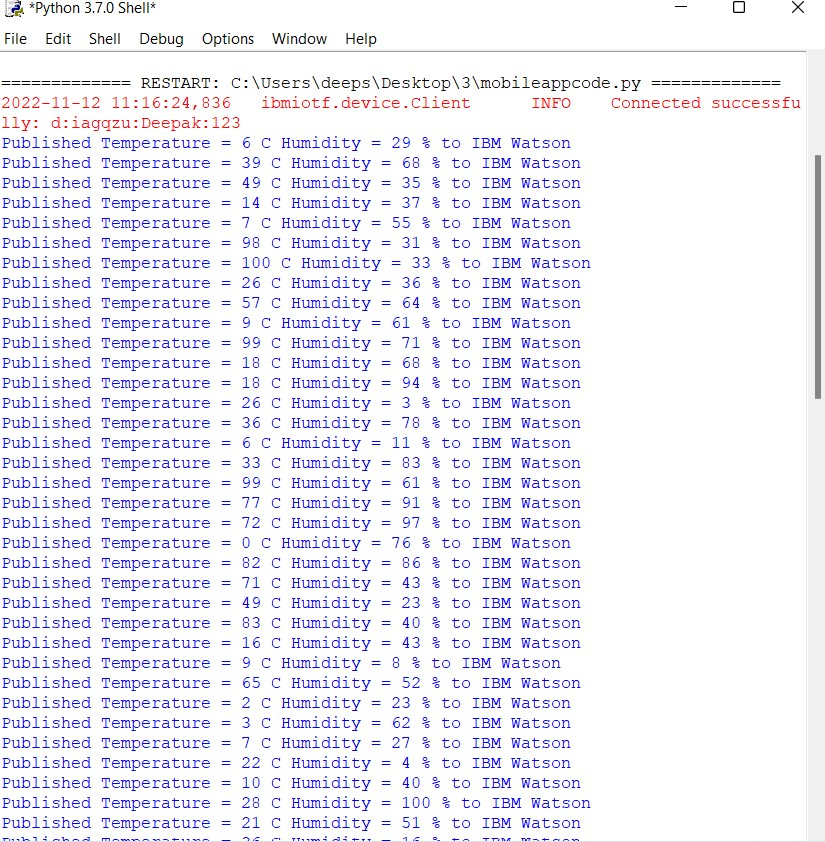 *Python 3.7.0 Shell*
File Edit Shell Debug Options Window Help
============= RESTART: C:\Users\deeps\Desktop\3\mobileappcode.py =============
2022-11-12 11:16:24,836   ibmiotf.device.Client      INFO    Connected successfu
lly: d:iagqzu:Deepak:123
Published Temperature = 6 C Humidity = 29 % to IBM Watson
Published Temperature = 39 C Humidity = 68 % to IBM Watson
Published Temperature = 49 C Humidity = 35 % to IBM Watson
Published Temperature = 14 C Humidity = 37 % to IBM Watson
Published Temperature = 7 C Humidity = 55 % to IBM Watson
Published Temperature = 98 C Humidity = 31 % to IBM Watson
Published Temperature = 100 C Humidity = 33 % to IBM Watson
Published Temperature = 26 C Humidity = 36 % to IBM Watson
Published Temperature = 57 C Humidity = 64 % to IBM Watson
Published Temperature = 9 C Humidity = 61 % to IBM Watson
Published Temperature = 99 C Humidity = 71 % to IBM Watson
Published Temperature = 18 C Humidity = 68 % to IBM Watson
Published Temperature = 18 C Humidity = 94 % to IBM Watson
Published Temperature = 26 C Humidity = 3 % to IBM Watson
Published Temperature = 36 C Humidity = 78 % to IBM Watson
Published Temperature = 6 C Humidity = 11 % to IBM Watson
Published Temperature = 33 C Humidity = 83 % to IBM Watson
Published Temperature = 99 C Humidity = 61 % to IBM Watson
Published Temperature = 77 C Humidity = 91 % to IBM Watson
Published Temperature = 72 C Humidity = 97 % to IBM Watson
Published Temperature = 0 C Humidity = 76 % to IBM Watson
Published Temperature = 82 C Humidity = 86 % to IBM Watson
Published Temperature = 71 C Humidity = 43 % to IBM Watson
Published Temperature = 49 C Humidity = 23 % to IBM Watson
Published Temperature = 83 C Humidity = 40 % to IBM Watson
Published Temperature = 16 C Humidity = 43 % to IBM Watson
Published Temperature = 9 C Humidity = 8 % to IBM Watson
Published Temperature = 65 C Humidity = 52 % to IBM Watson
Published Temperature = 2 C Humidity = 23 % to IBM Watson
Published Temperature = 3 C Humidity = 62 % to IBM Watson
Published Temperature = 7 C Humidity = 27 % to IBM Watson
Published Temperature = 22 C Humidity = 4 % to IBM Watson
Published Temperature = 10 C Humidity = 40 % to IBM Watson
Published Temperature = 28 C Humidity = 100 % to IBM Watson
Published Temperature = 21 C Humidity = 51 % to IBM Watson